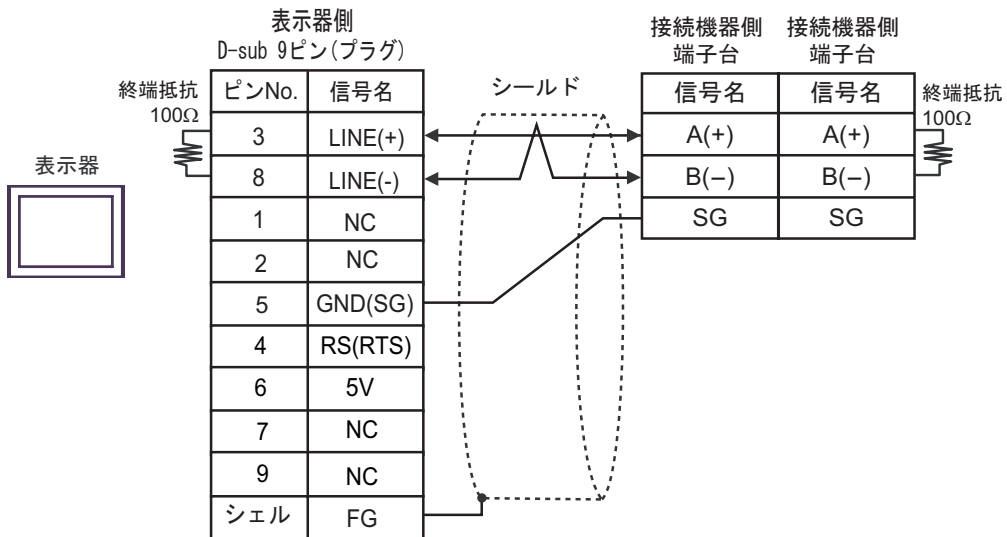 表示器側
D-sub 9ピン(プラグ)
接続機器側 接続機器側
端子台 端子台
終端抵抗
100Ω
ピンNo. 信号名
シールド
信号名 信号名
終端抵抗
100Ω
3 LINE(+)
A(+) A(+)
表示器
8 LINE(-)
B(−) B(−)
1 NC
SG SG
2 NC
5 GND(SG)
4 RS(RTS)
6 5V
7 NC
9 NC
シェル FG